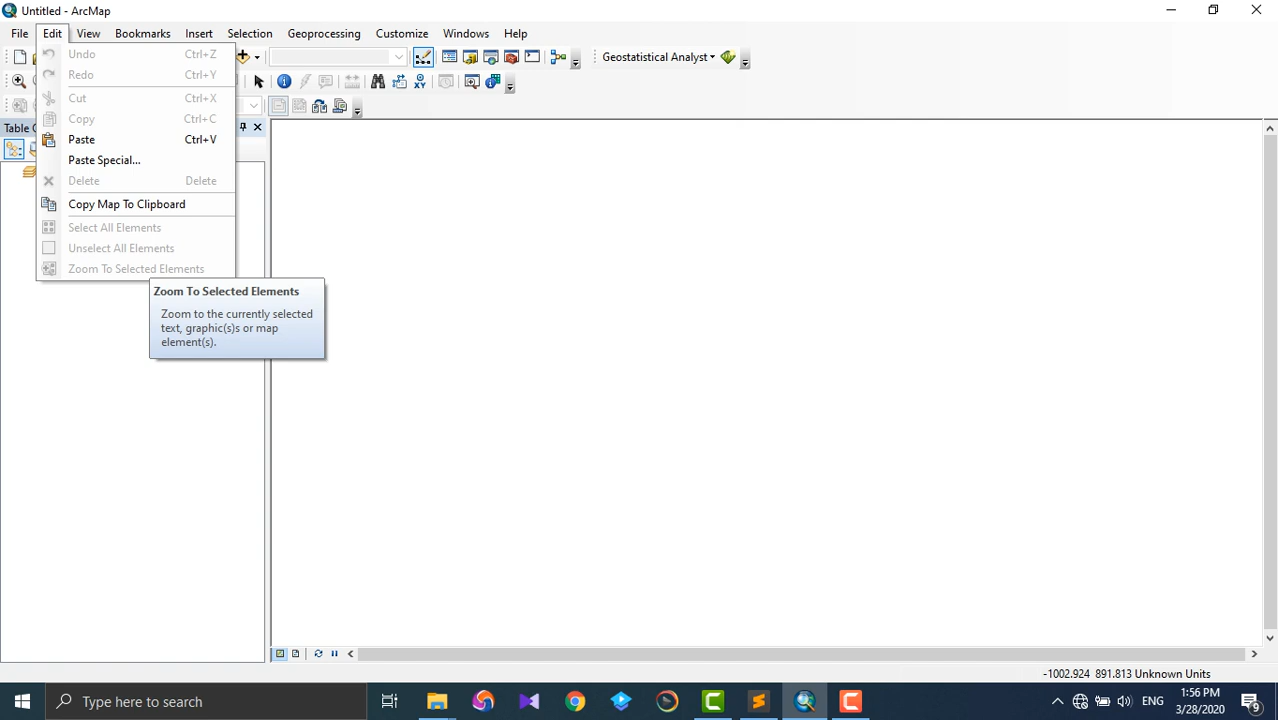 Untitled - ArcMap
File Edit View Bookmarks Insert Selection Geoprocessing Customize Windows Help
Undo Ctrl+Z
Geostatistical Analyst
Redo Ctrl+Y
XY
Cut Ctrl+X
Copy Ctrl+C
Table
Paste Ctrl+V
Paste Special...
Delete Delete
Copy Map To Clipboard
Select All Elements
Unselect All Elements
Zoom To Selected Elements
Zoom To Selected Elements
Zoom to the currently selected
text, graphic(s)s or map
element(s).
-1002.924 891.813 Unknown Units
Type here to search
ENG
1:56 PM
3/28/2020
9